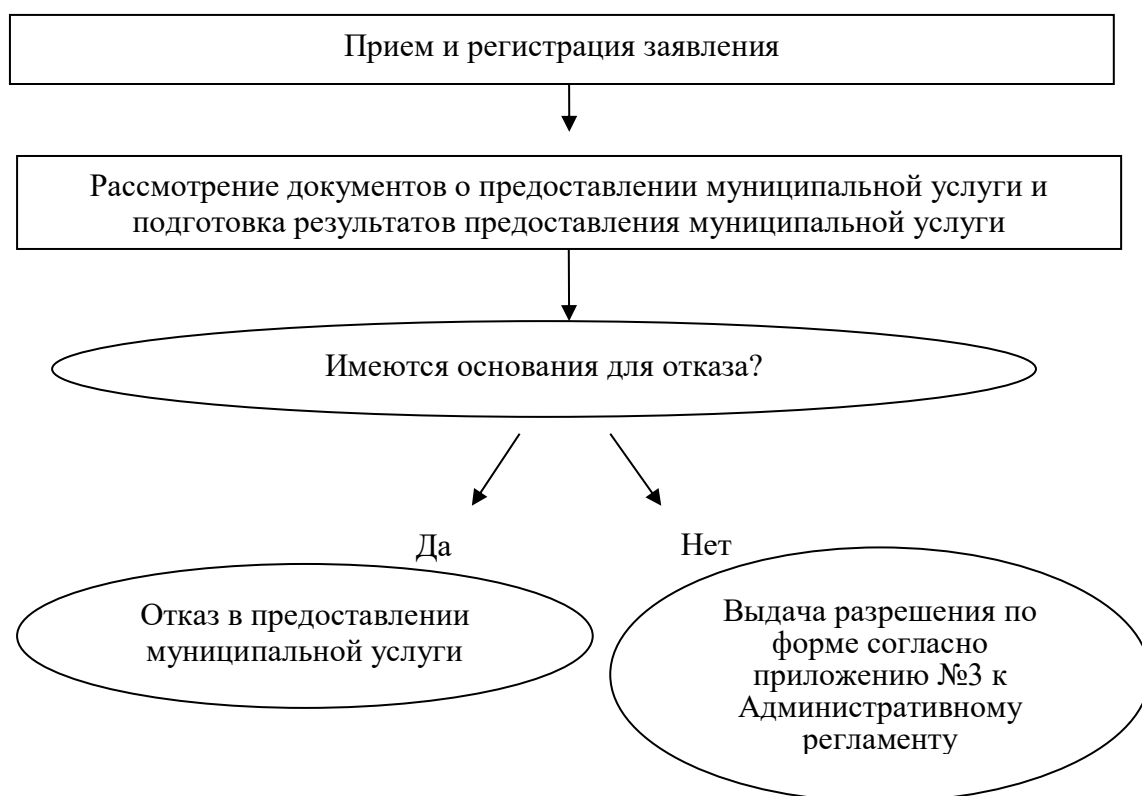 Прием и регистрация заявления
Рассмотрение документов о предоставлении муниципальной услуги и
подготовка результатов предоставления муниципальной услуги
Имеются основания для отказа?
Да
Нет
Отказ в предоставлении
муниципальной услуги
Выдача разрешения по
форме согласно
приложению №3 к
Административному
регламенту